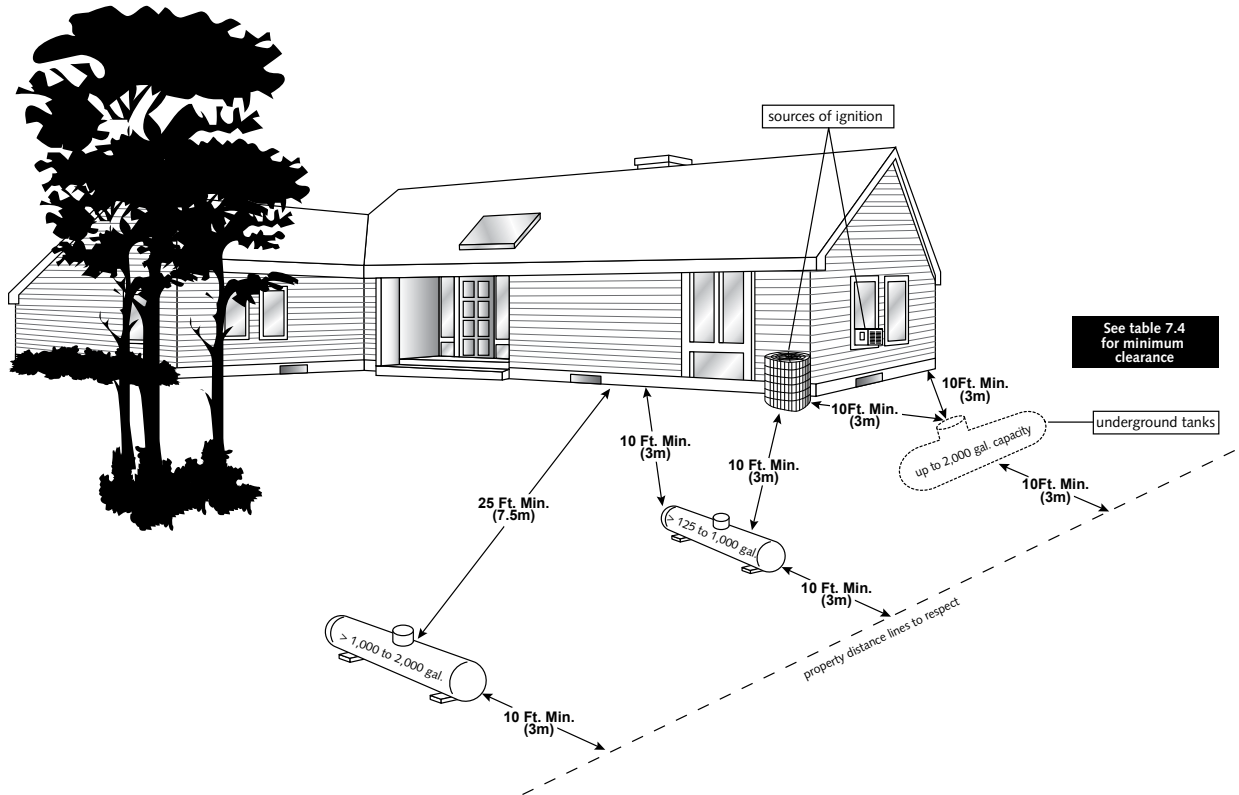 sources of ignition
See table 7.4
for minimum
clearance
10Ft. Min.
(3m)
10Ft. Min.
(3m)
underground tanks
up to 2,000 gal. capacity
10 Ft. Min.
(3m)
10 Ft. Min.
(3m)
10Ft. Min.
(3m)
25 Ft. Min.
(7.5m)
> 125 to 1,000 gal.
10 Ft. Min.
(3m)
property distance lines to respect
> 1,000 to 2,000 gal.
10 Ft. Min.
(3m)